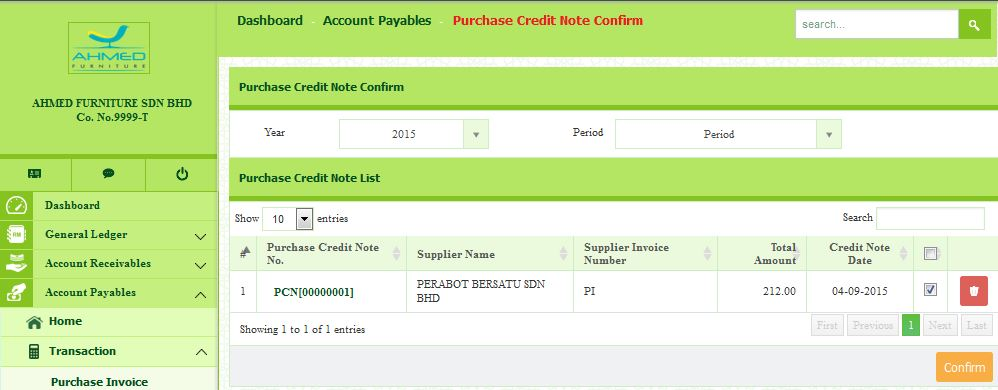 AHMED
FURNITURE
AHMED FURNITURE SDN BHD
Co. No.9999-T
Dashboard
General Ledger
Account Receivables
Account Payables
Home
Transaction
Purchase Invoice
Dashboard - Account Payables - Purchase Credit Note Confirm
search...
Purchase Credit Note Confirm
Year 2015 Period Period
Purchase Credit Note List
Show 10 entries Search
# Purchase Credit Note No. Supplier Name Supplier Invoice Number Total Amount Credit Note Date
1 PCN[00000001] PERABOT BERSATU SDN BHD PI 212.00 04-09-2015
Showing 1 to 1 of 1 entries First Previous 1 Next Last
Confirm